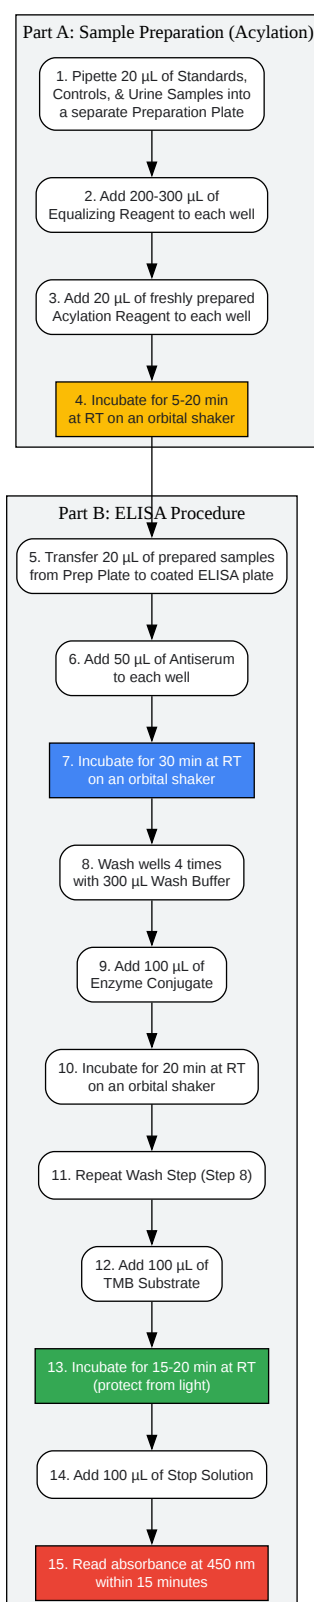 Part A: Sample Preparation (Acylation)
1. Pipette 20 µL of Standards,
Controls, & Urine Samples into
a separate Preparation Plate
2. Add 200-300 µL of
Equalizing Reagent to each well
3. Add 20 µL of freshly prepared
Acylation Reagent to each well
4. Incubate for 5-20 min
at RT on an orbital shaker
Part B: ELISA Procedure
5. Transfer 20 µL of prepared samples
from Prep Plate to coated ELISA plate
6. Add 50 µL of Antiserum
to each well
7. Incubate for 30 min at RT
on an orbital shaker
8. Wash wells 4 times
with 300 µL Wash Buffer
9. Add 100 µL of
Enzyme Conjugate
10. Incubate for 20 min at RT
on an orbital shaker
11. Repeat Wash Step (Step 8)
12. Add 100 µL of
TMB Substrate
13. Incubate for 15-20 min at RT
(protect from light)
14. Add 100 µL of Stop Solution
15. Read absorbance at 450 nm
within 15 minutes